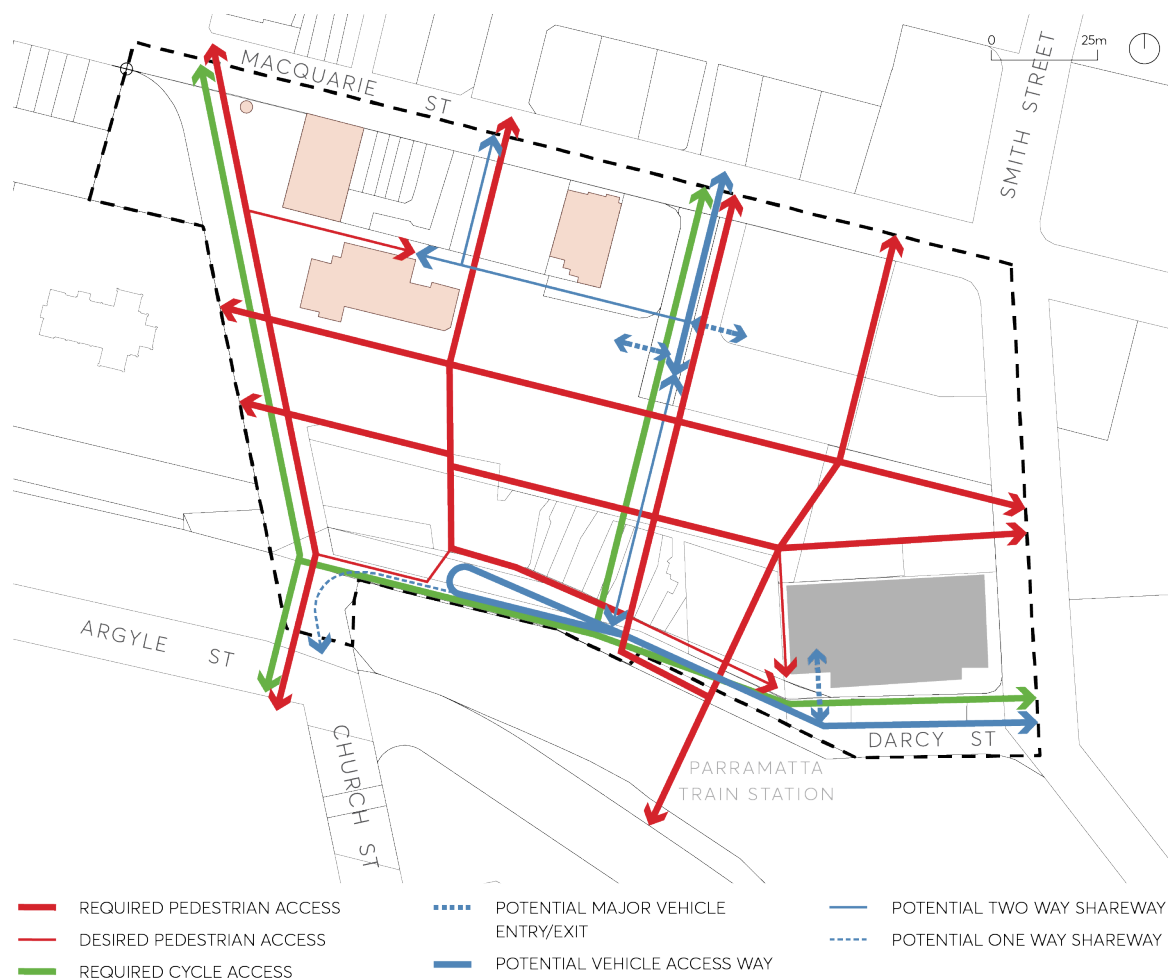 0 25m
MACQUARIE ST
SMITH STREET
ARGYLE ST
CHURCH ST
DARCY ST
PARRAMATTA
TRAIN STATION
REQUIRED PEDESTRIAN ACCESS
DESIRED PEDESTRIAN ACCESS
REQUIRED CYCLE ACCESS
POTENTIAL MAJOR VEHICLE
ENTRY/EXIT
POTENTIAL VEHICLE ACCESS WAY
POTENTIAL TWO WAY SHAREWAY
POTENTIAL ONE WAY SHAREWAY